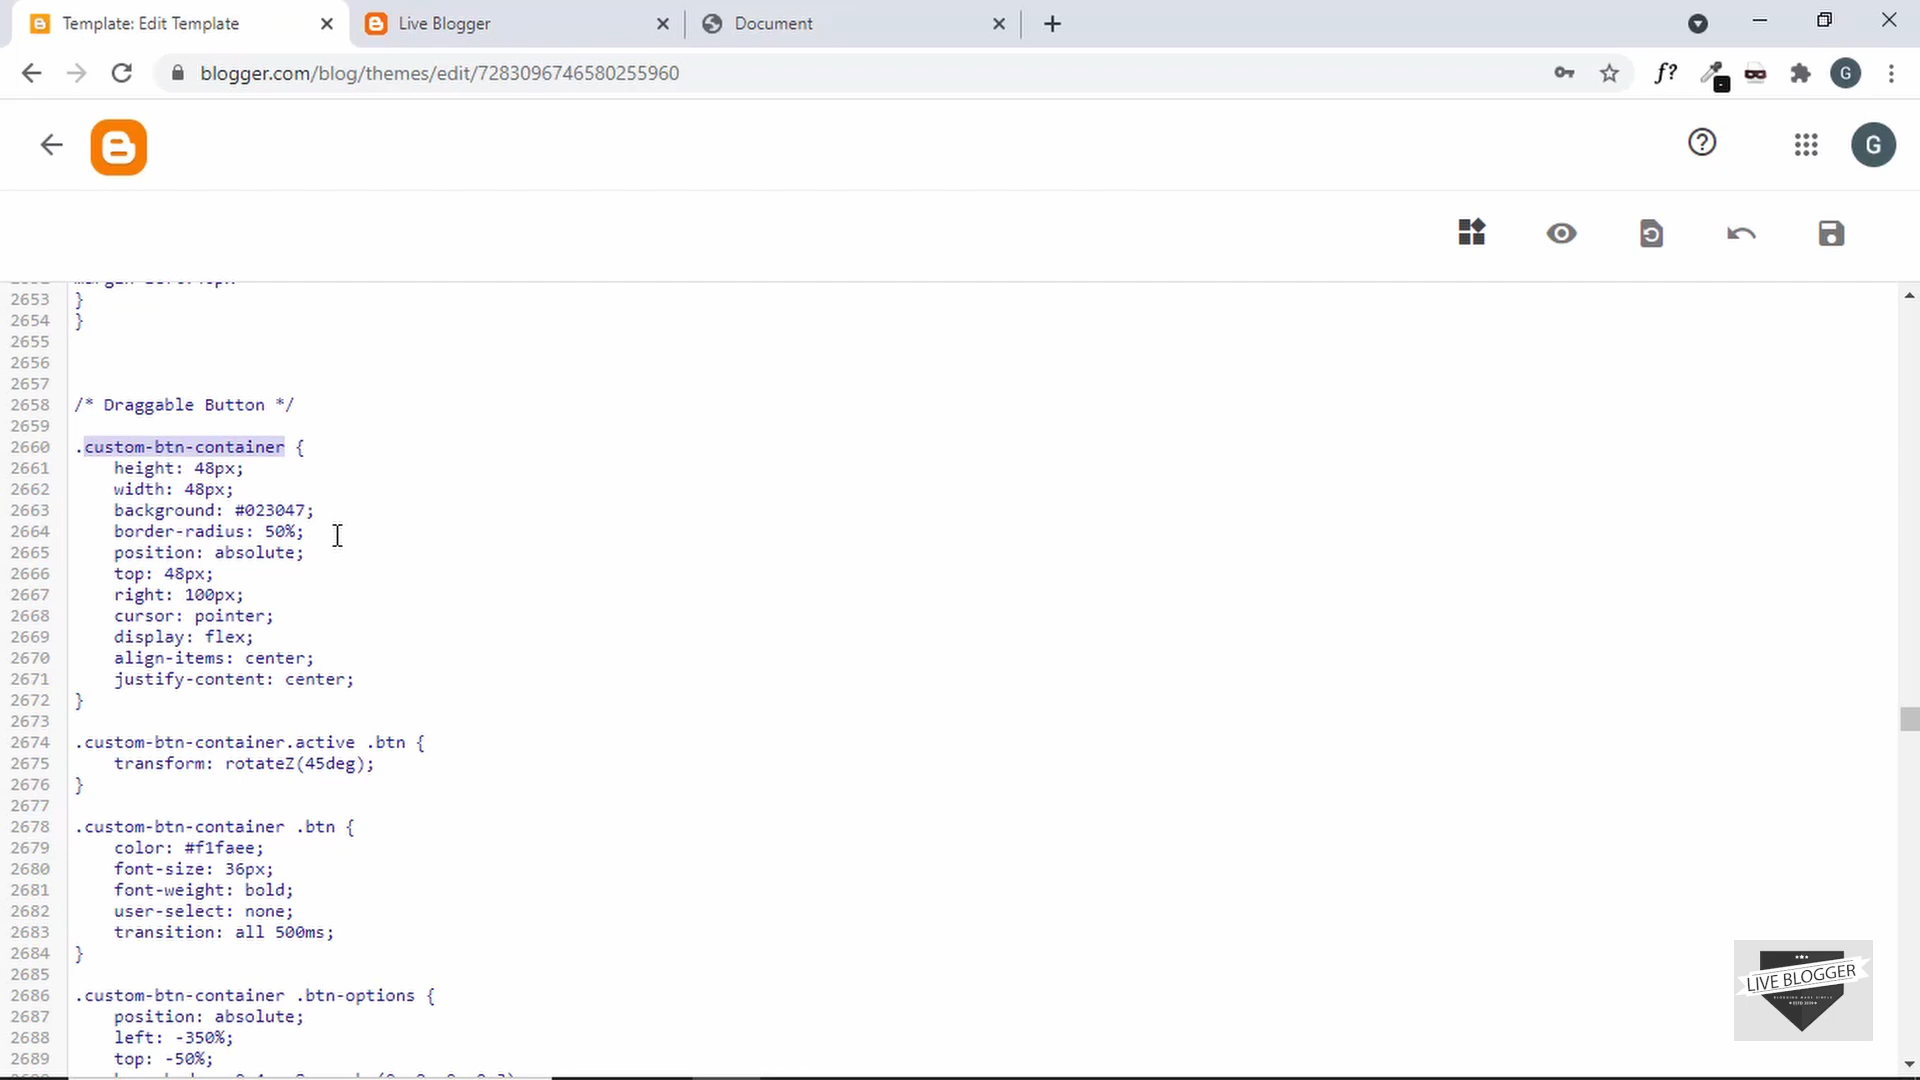 Template: Edit Template
Live Blogger
Document
blogger.com/blog/themes/edit/7283096746580255960
f?
G
G
2653 }
2654 }
2655
2656
2657
2658 /* Draggable Button */
2659
2660 .custom-btn-container {
2661 height: 48px;
2662 width: 48px;
2663 background: #023047;
2664 border-radius: 50%;
2665 position: absolute;
2666 top: 48px;
2667 right: 100px;
2668 cursor: pointer;
2669 display: flex;
2670 align-items: center;
2671 justify-content: center;
2672 }
2673
2674 .custom-btn-container.active .btn {
2675 transform: rotateZ(45deg);
2676 }
2677
2678 .custom-btn-container .btn {
2679 color: #f1faee;
2680 font-size: 36px;
2681 font-weight: bold;
2682 user-select: none;
2683 transition: all 500ms;
2684 }
2685
2686 .custom-btn-container .btn-options {
2687 position: absolute;
2688 left: -350%;
2689 top: -50%;
LIVE BLOGGER